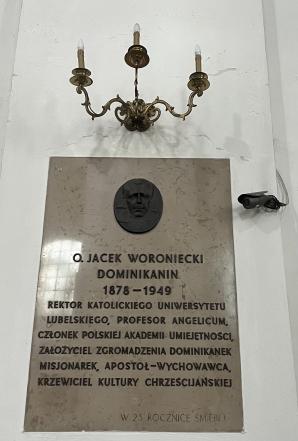 O. JACEK WORONIECKI
DOMINIKANIN
1878-1949
REKTOR KATOLICKIEGO UNIWERSYTETU
LUBELSKIEGO, PROFESOR ANGELICUM,
CZŁONEK POLSKIEJ AKADEMII UMIEJĘTNOŚCI,
ZAŁOŻYCIEL ZGROMADZENIA DOMINIKANEK
MISJONAREK, APOSTOŁ-WYCHOWAWCA,
KRZEWICIEL KULTURY CHRZEŚCIJAŃSKIEJ
W 25 ROCZNICĘ ŚMIERCI